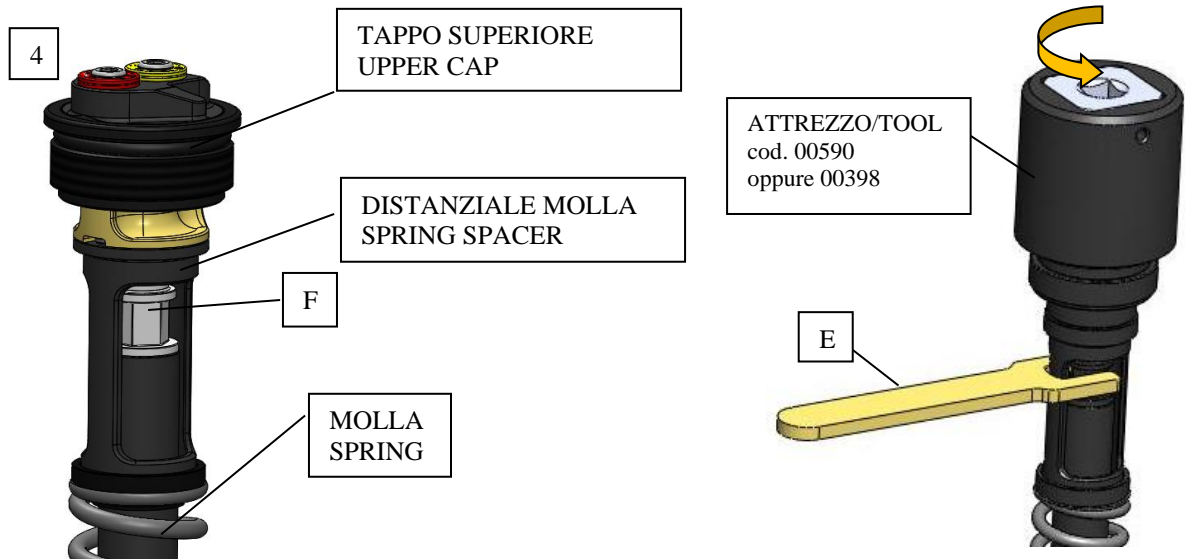 4
TAPPO SUPERIORE
UPPER CAP
DISTANZIALE MOLLA
SPRING SPACER
F
MOLLA
SPRING
ATTREZZO/TOOL
cod. 00590
oppure 00398
E